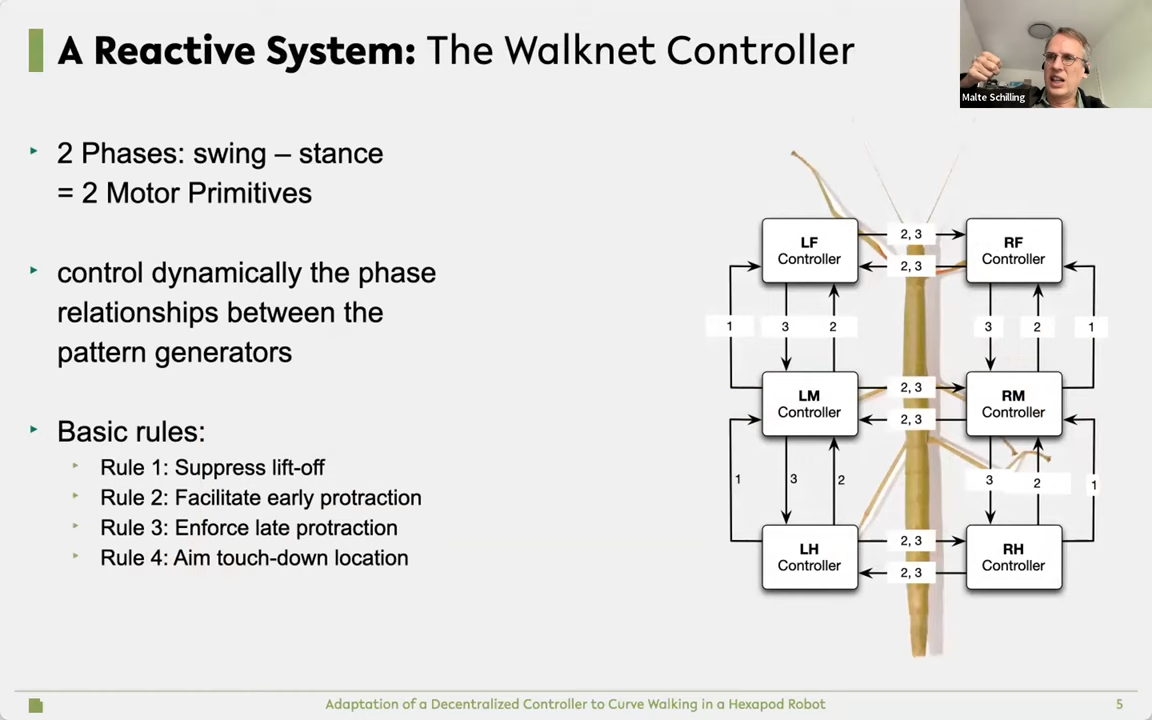 A Reactive System: The Walknet Controller
Malte Schilling
2 Phases: swing – stance
= 2 Motor Primitives
control dynamically the phase
relationships between the
pattern generators
Basic rules:
Rule 1: Suppress lift-off
Rule 2: Facilitate early protraction
Rule 3: Enforce late protraction
Rule 4: Aim touch-down location
LF
Controller
2, 3
2, 3
RF
Controller
1
3
2
3
2
1
LM
Controller
2, 3
2, 3
RM
Controller
1
3
2
3
2
1
LH
Controller
2, 3
2, 3
RH
Controller
Adaptation of a Decentralized Controller to Curve Walking in a Hexapod Robot
5